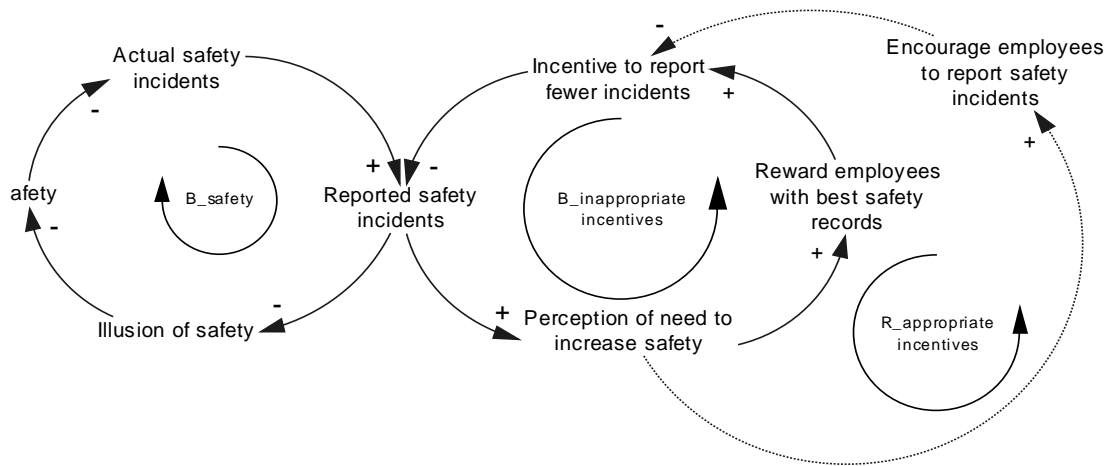 Actual safety
incidents
-
afety
-
Illusion of safety
-
B_safety
+
-
Reported safety
incidents
+
Incentive to report
fewer incidents
-
+
B_inappropriate
incentives
Perception of need to
increase safety
Reward employees
with best safety
records
+
Encourage employees
to report safety
incidents
+
R_appropriate
incentives